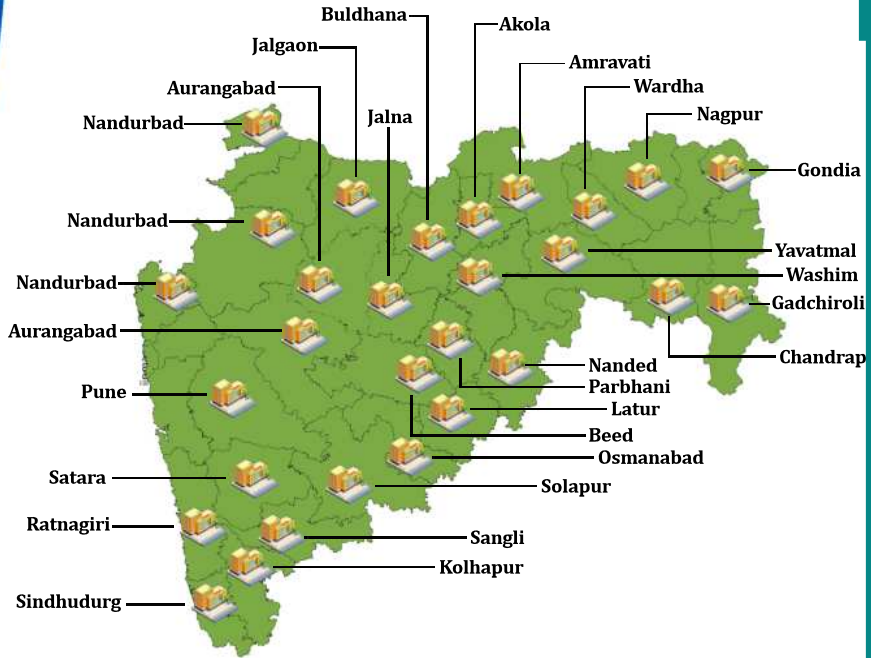 Buldhana
Akola
Jalgaon
Amravati
Aurangabad
Wardha
Nandurbad
Jalna
Nagpur
Gondia
Nandurbad
Yavatmal
Washim
Nandurbad
Gadchiroli
Aurangabad
Chandrap
Nanded
Parbhani
Pune
Latur
Beed
Osmanabad
Satara
Solapur
Ratnagiri
Sangli
Kolhapur
Sindhudurg